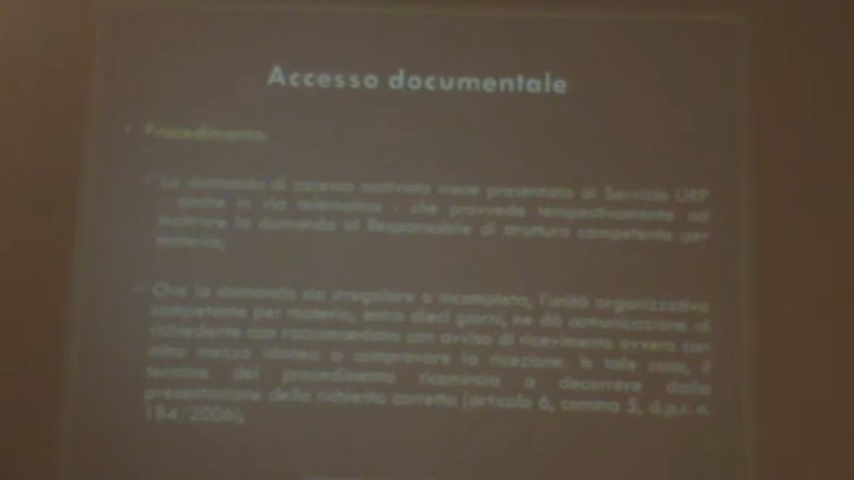 Accesso documentale
• Procedimento
La domanda di accesso motivata viene presentata al Servizio URP
- anche in via telematica - che provvede tempestivamente ad
inoltrare la domanda al Responsabile di struttura competente per
materia;
la domanda sia irregolare o incompleta, l'unità organizzativa
competente per materia, entro dieci giorni, ne dà comunicazione al
richiedente con raccomandata con avviso di ricevimento ovvero con
altro mezzo idoneo a comprovare la ricezione. In tale caso, il
termine del procedimento ricomincia a decorrere dalla
presentazione della richiesta corretta (articolo 6, comma 5, d.p.r. n.
184/2006);